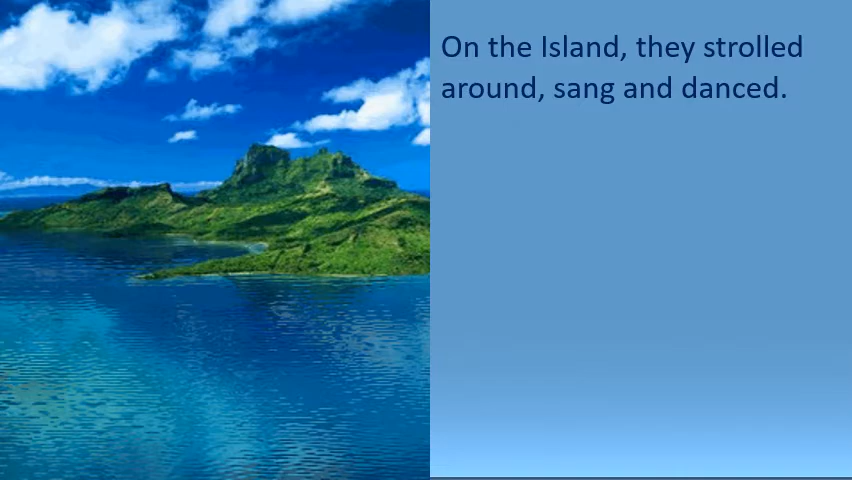 On the Island, they strolled
around, sang and danced.